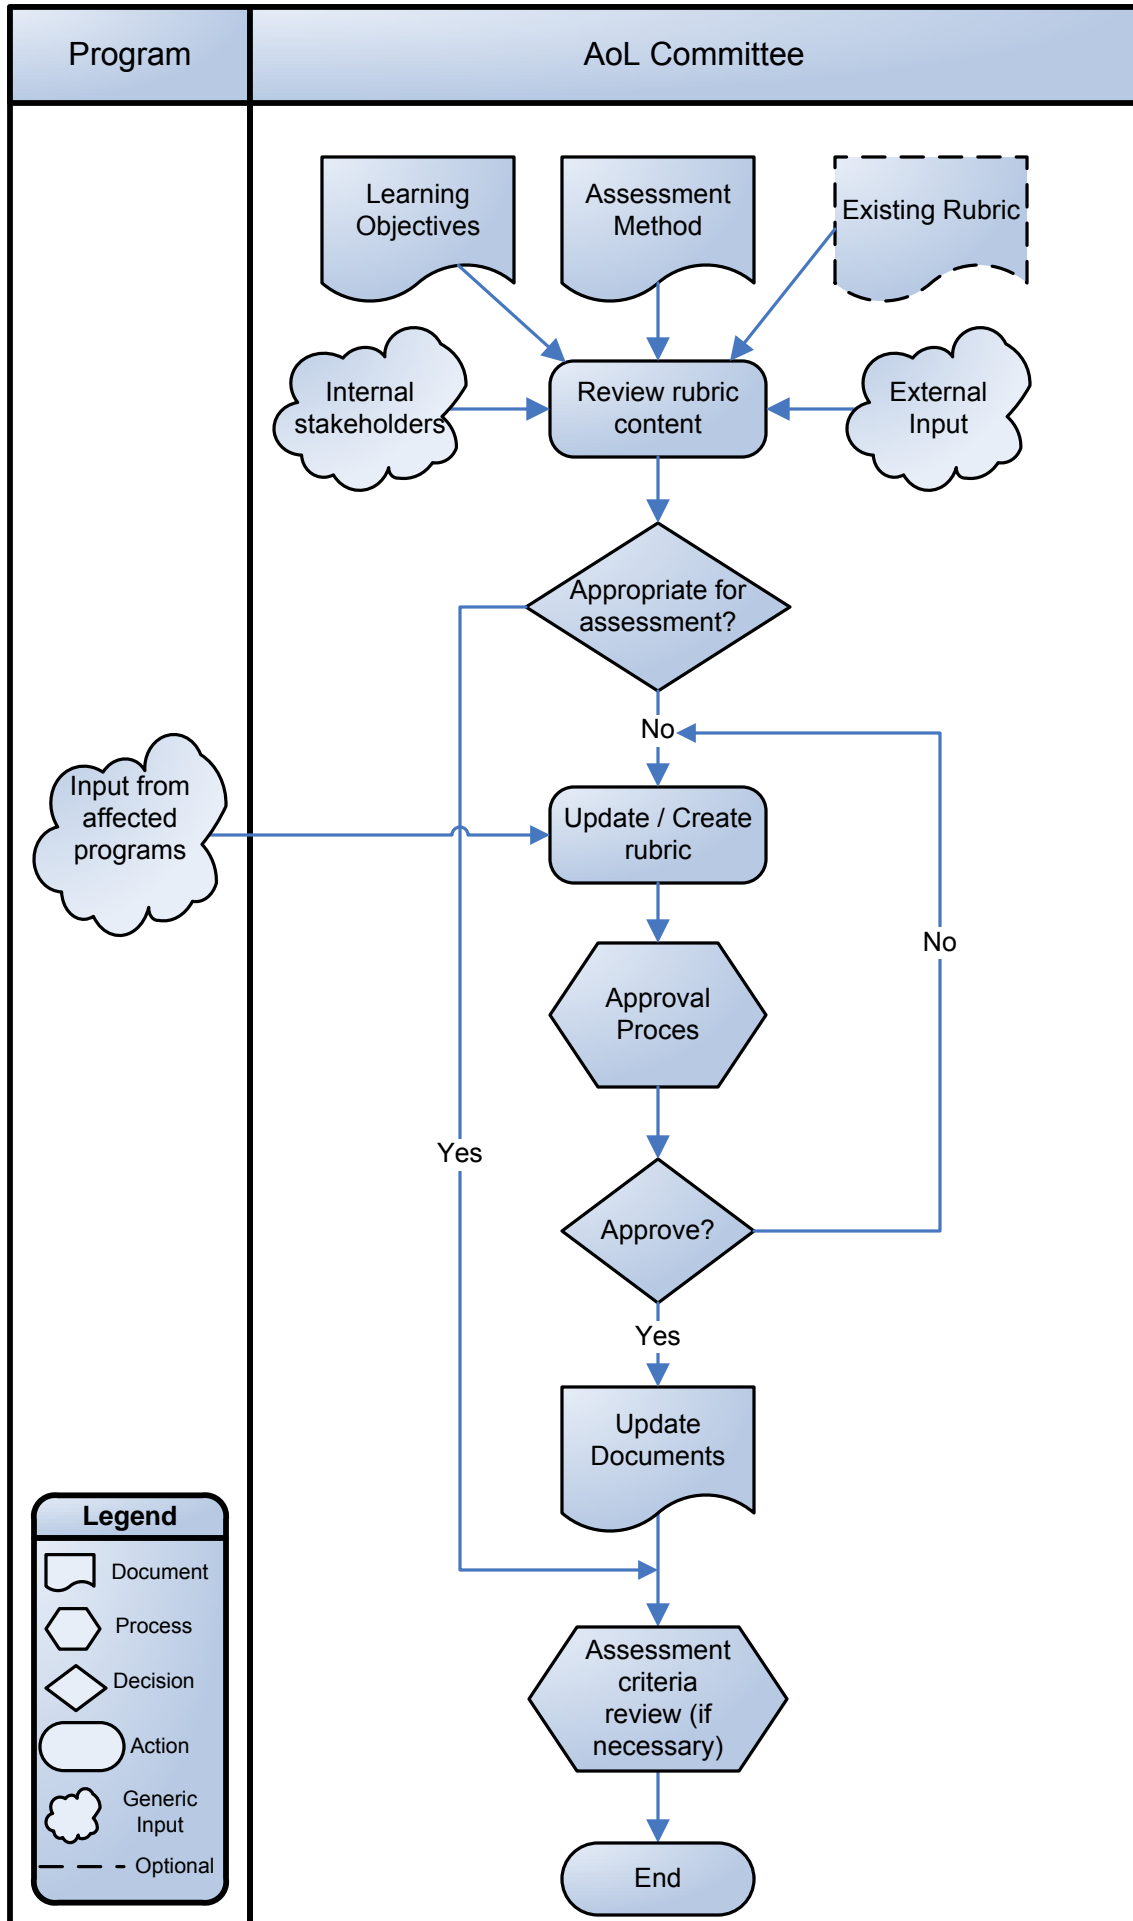 Program
AoL Committee
Learning
Objectives
Assessment
Method
Existing Rubric
Internal
stakeholders
Review rubric
content
External
Input
Appropriate for
assessment?
No
Input from
affected
programs
Update / Create
rubric
No
Approval
Proces
Yes
Approve?
Yes
Update
Documents
Assessment
criteria
review (if
necessary)
End
Legend
Document
Process
Decision
Action
Generic
Input
Optional